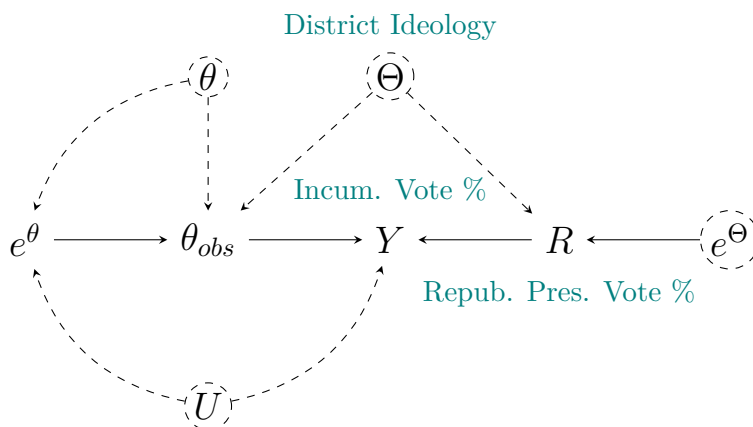 District Ideology
θ
Θ
Incum. Vote %
e^θ
θ_obs
Y
R
e^Θ
Repub. Pres. Vote %
U